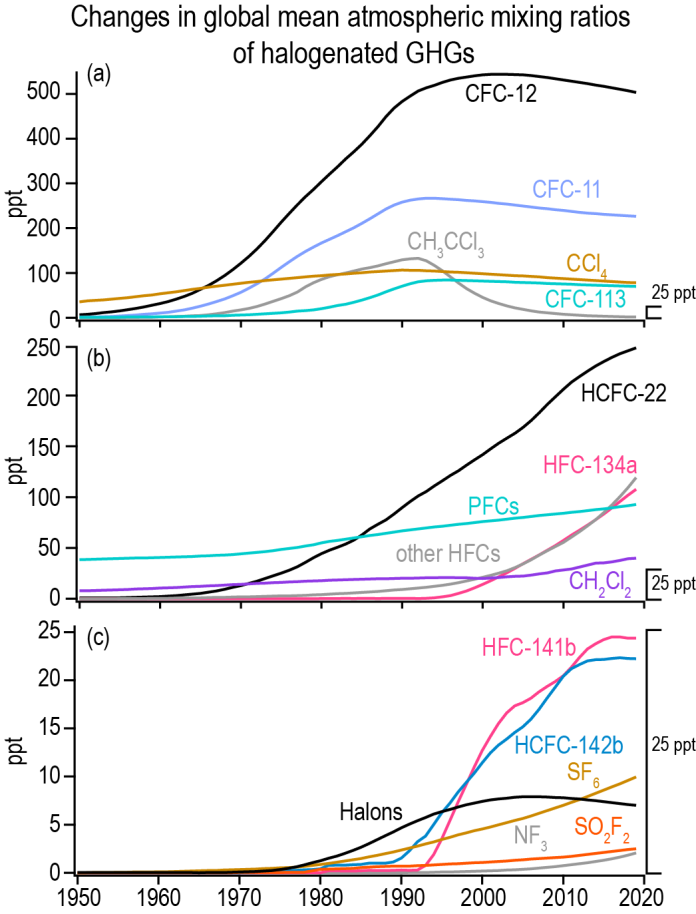 Changes in global mean atmospheric mixing ratios
of halogenated GHGs
(a)
500
400
300
200
100
0
ppt
CFC-12
CFC-11
CH₃CCl₃
CCl₄
CFC-113
25 ppt
1950 1960 1970 1980 1990 2000 2010 2020
(b)
250
200
150
100
50
0
ppt
HCFC-22
HFC-134a
PFCs
other HFCs
CH₂Cl₂
25 ppt
(c)
25
20
15
10
5
0
ppt
HFC-141b
HCFC-142b
SF₆
Halons
NF₃
SO₂F₂
25 ppt